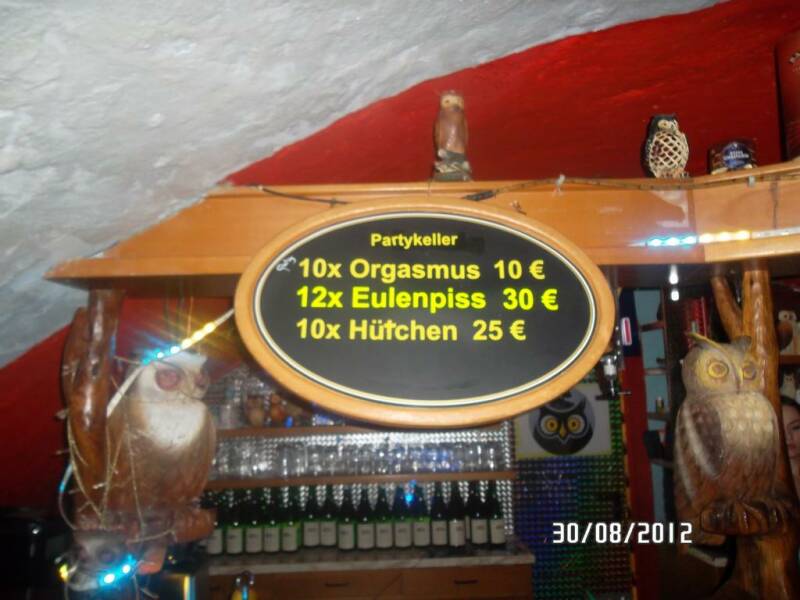 Partykeller
10x Orgasmus 10 €
12x Eulenpiss 30 €
10x Hütchen 25 €
30/08/2012